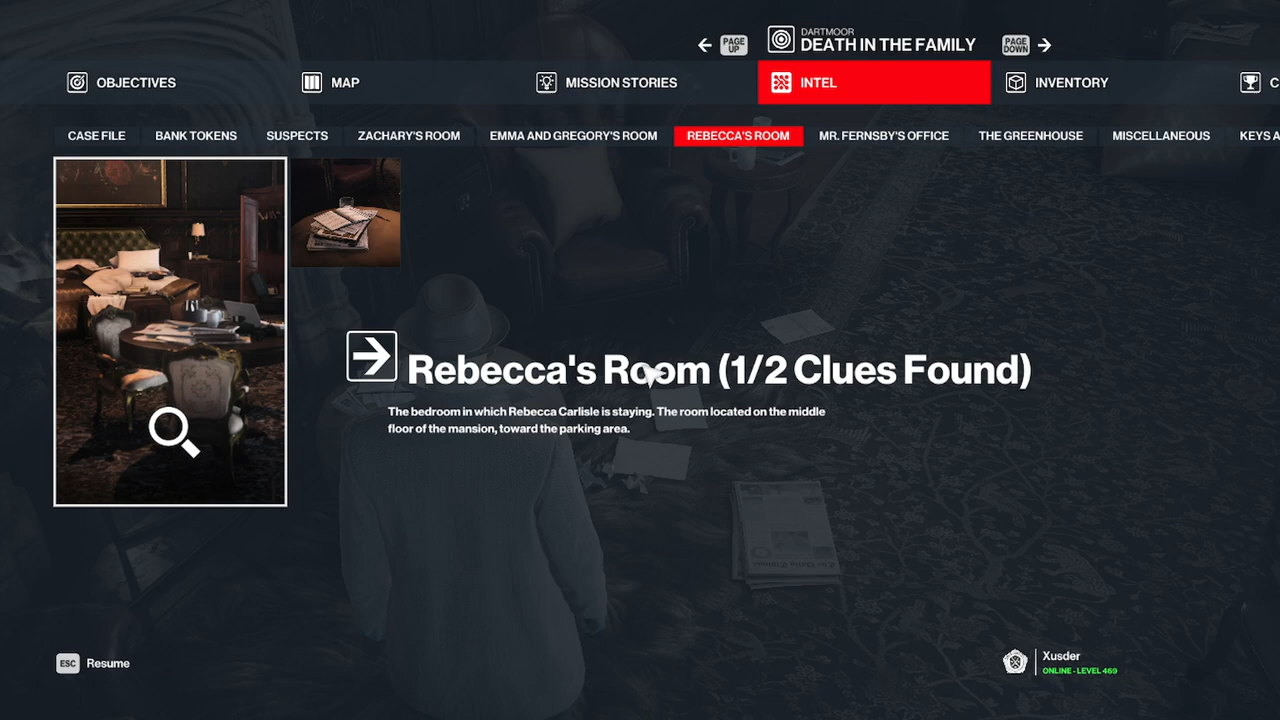 PAGE UP
DARTMOOR
DEATH IN THE FAMILY
PAGE DOWN
OBJECTIVES
MAP
MISSION STORIES
INTEL
INVENTORY
C
CASE FILE
BANK TOKENS
SUSPECTS
ZACHARY'S ROOM
EMMA AND GREGORY'S ROOM
REBECCA'S ROOM
MR. FERNSBY'S OFFICE
THE GREENHOUSE
MISCELLANEOUS
KEYS A
Rebecca's Room (1/2 Clues Found)
The bedroom in which Rebecca Carlisle is staying. The room located on the middle
floor of the mansion, toward the parking area.
ESC Resume
Xusder
ONLINE - LEVEL 469